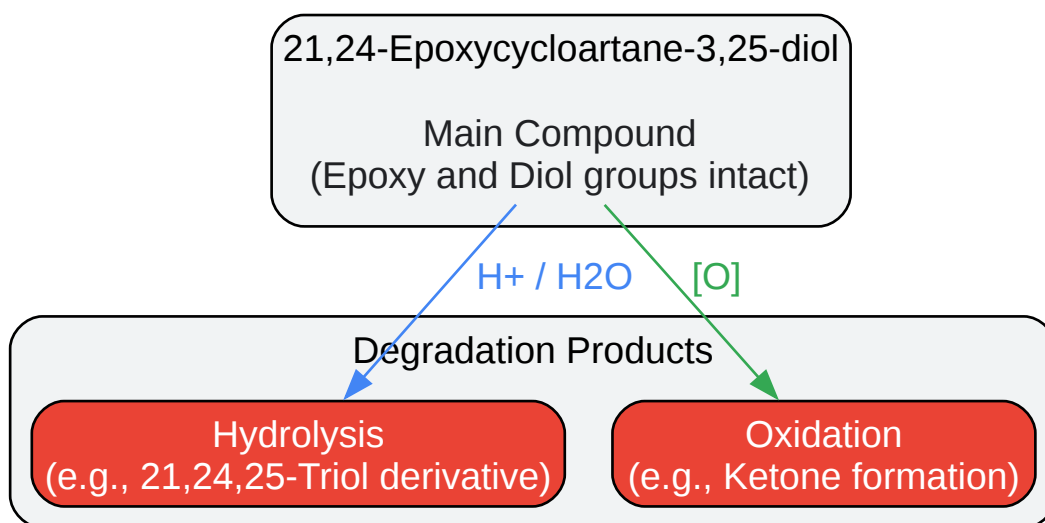 21,24-Epoxycycloartane-3,25-diol
Main Compound
(Epoxy and Diol groups intact)
H+ / H2O
[O]
Degradation Products
Hydrolysis
(e.g., 21,24,25-Triol derivative)
Oxidation
(e.g., Ketone formation)